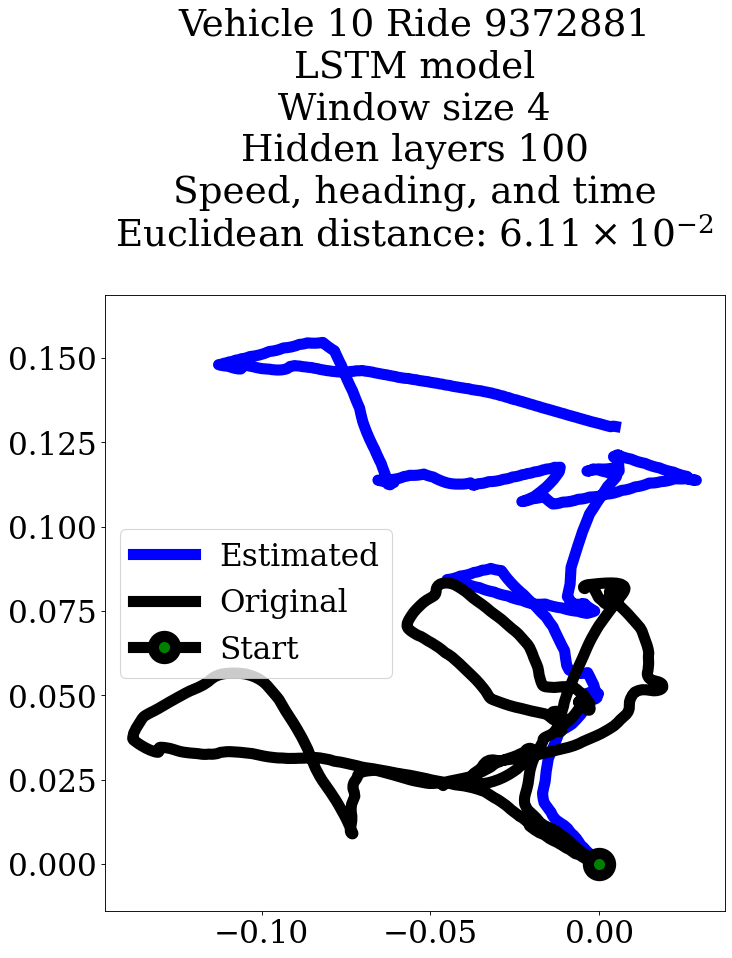 Vehicle 10 Ride 9372881
LSTM model
Window size 4
Hidden layers 100
Speed, heading, and time
Euclidean distance: 6.11 × 10⁻²
0.150
0.125
0.100
0.075
0.050
0.025
0.000
Estimated
Original
Start
−0.10
−0.05
0.00